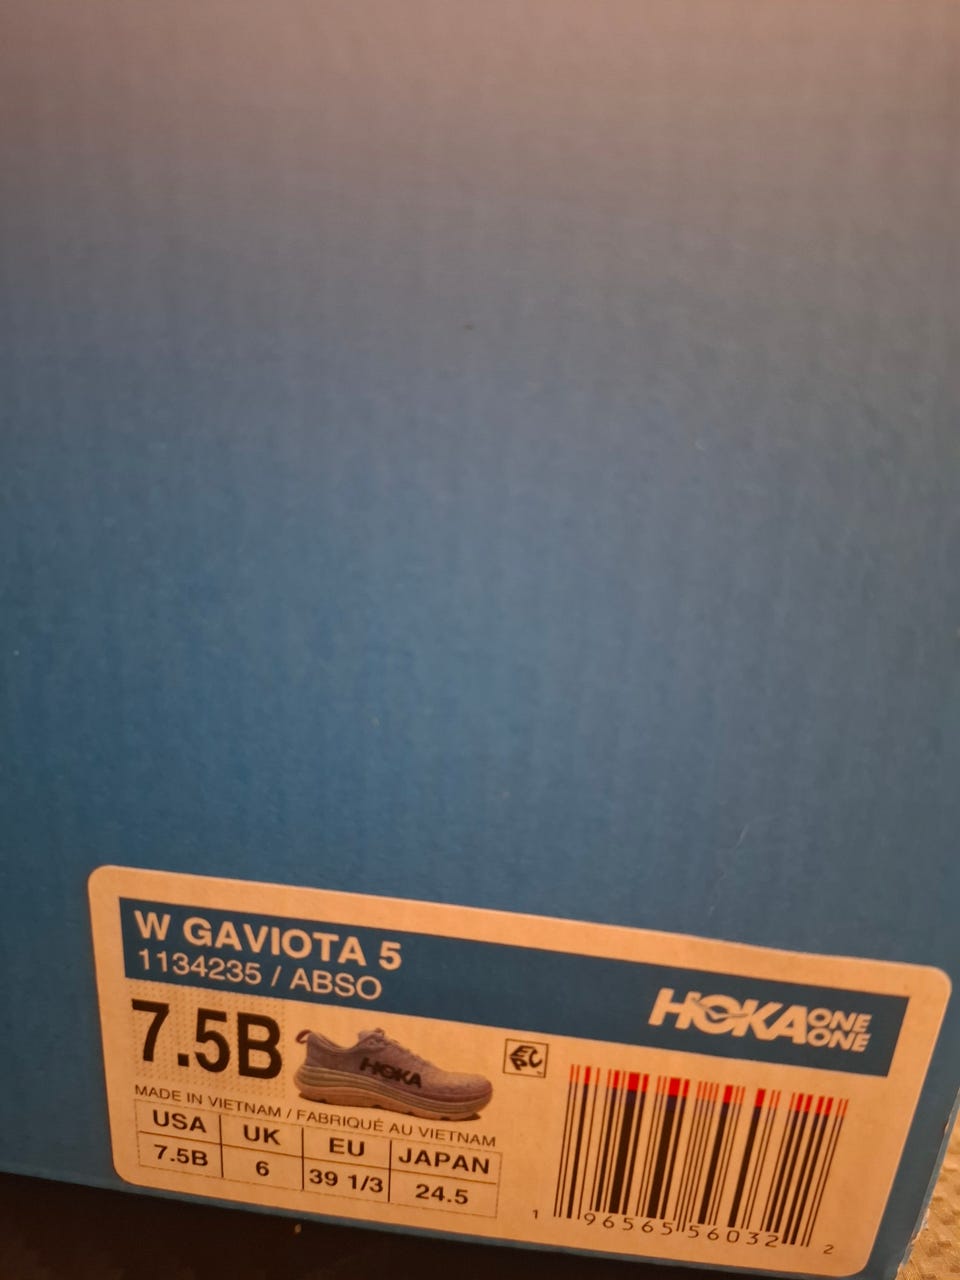 W GAVIOTA 5
1134235 / ABSO
HOKA ONE ONE
7.5B
HOKA
EPC
MADE IN VIETNAM / FABRIQUÉ AU VIETNAM
USA UK EU JAPAN
7.5B 6 39 1/3 24.5
1 96565 56032 2